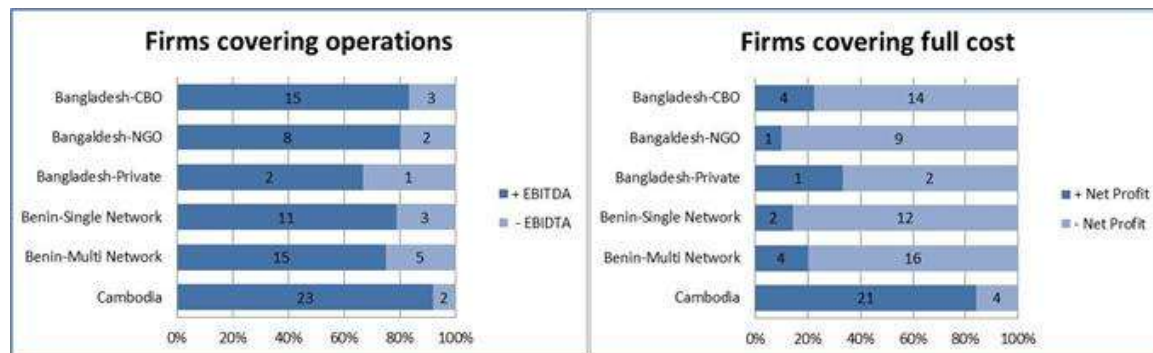 Firms covering operations
Bangladesh-CBO 15 3
Bangaldesh-NGO 8 2
Bangladesh-Private 2 1
Benin-Single Network 11 3
Benin-Multi Network 15 5
Cambodia 23 2
0% 20% 40% 60% 80% 100%
+ EBITDA
- EBIDTA
Firms covering full cost
Bangladesh-CBO 4 14
Bangaldesh-NGO 1 9
Bangladesh-Private 1 2
Benin-Single Network 2 12
Benin-Multi Network 4 16
Cambodia 21 4
0% 20% 40% 60% 80% 100%
+ Net Profit
- Net Profit